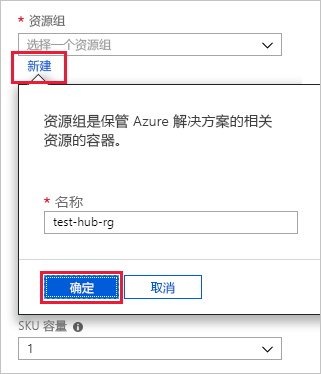 * 资源组
选择一个资源组
新建
资源组是保管 Azure 解决方案的相关
资源的容器。
* 名称
test-hub-rg
确定
取消
SKU 容量
1